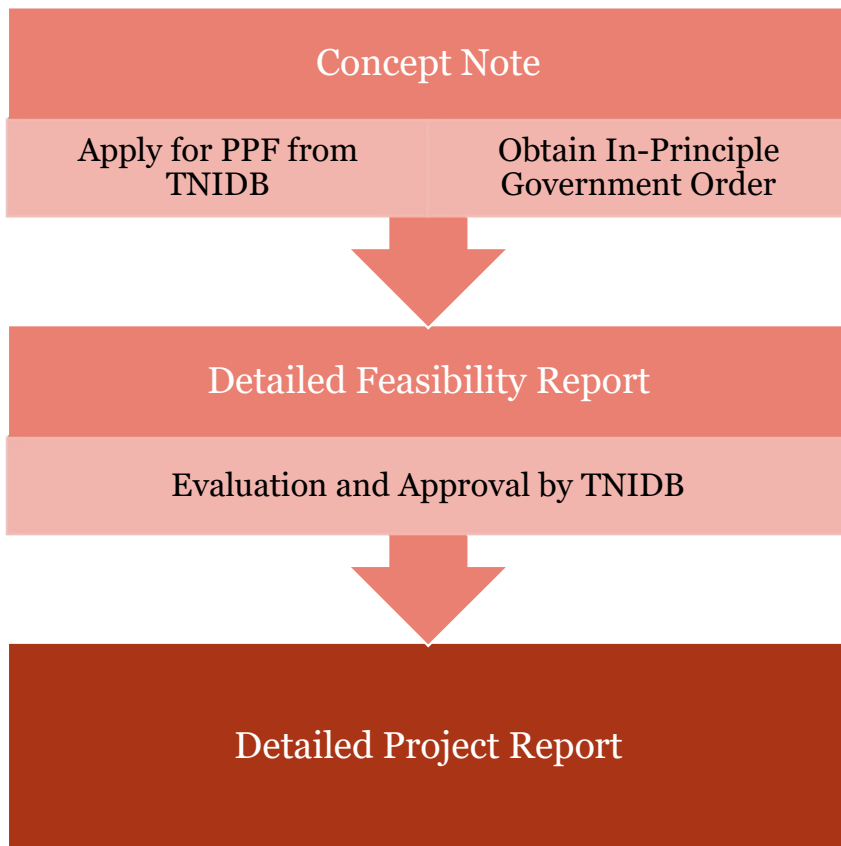 Concept Note
Apply for PPF from
TNIDB
Obtain In-Principle
Government Order
Detailed Feasibility Report
Evaluation and Approval by TNIDB
Detailed Project Report